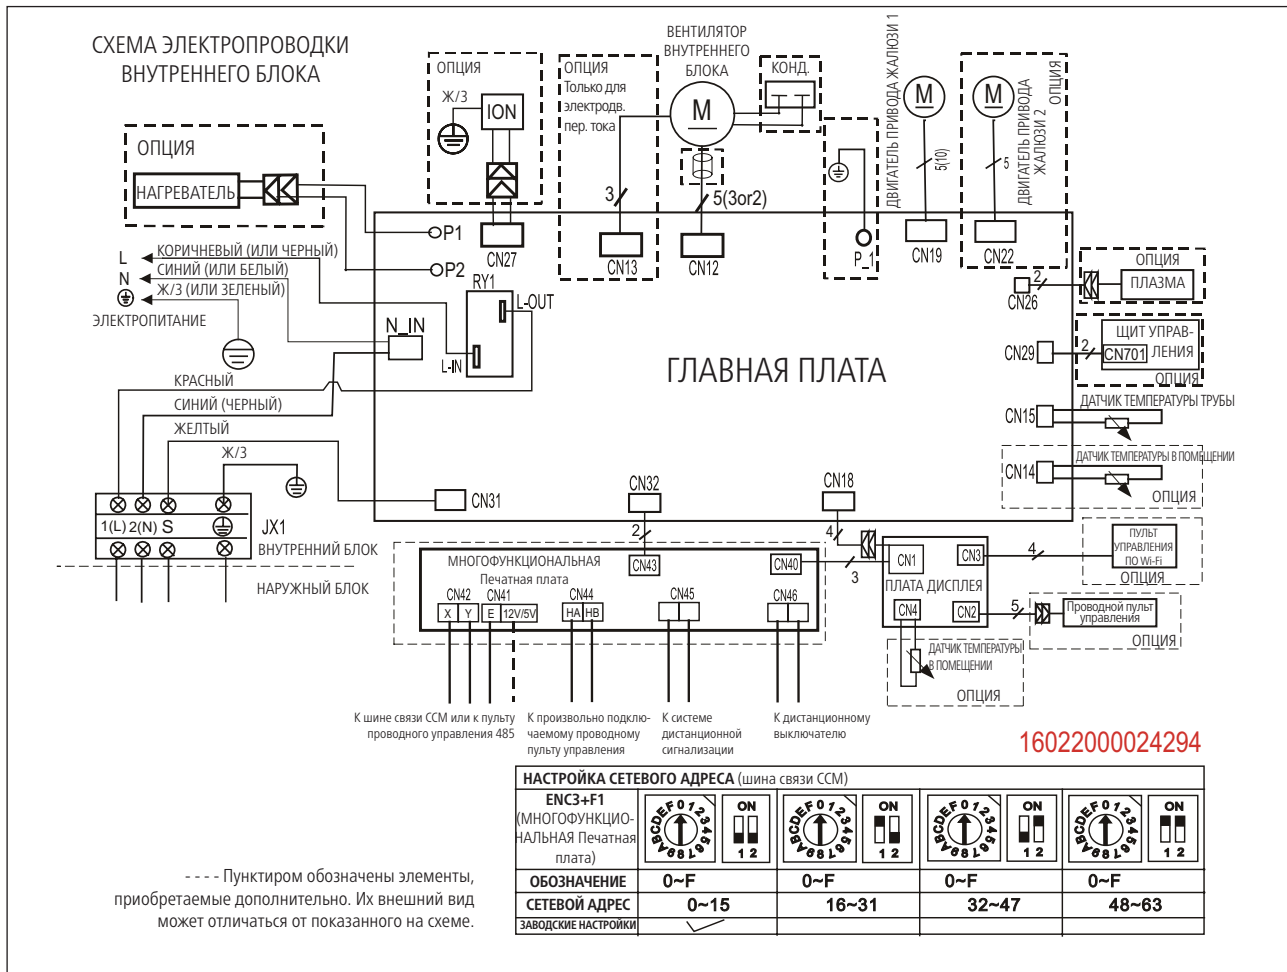 СХЕМА ЭЛЕКТРОПРОВОДКИ
ВНУТРЕННЕГО БЛОКА
ОПЦИЯ
НАГРЕВАТЕЛЬ
ОПЦИЯ
Ж/З
ION
CN27
ОПЦИЯ
Только для
электродв.
пер. тока
3
CN13
ВЕНТИЛЯТОР
ВНУТРЕННЕГО
БЛОКА
M
5(3or2)
CN12
КОНД.
P_1
ДВИГАТЕЛЬ ПРИВОДА ЖАЛЮЗИ 1
M
5(10)
CN19
ОПЦИЯ
ДВИГАТЕЛЬ ПРИВОДА
ЖАЛЮЗИ 2
M
5
CN22
P1
P2
L
КОРИЧНЕВЫЙ (ИЛИ ЧЕРНЫЙ)
N
СИНИЙ (ИЛИ БЕЛЫЙ)
Ж/З (ИЛИ ЗЕЛЕНЫЙ)
ЭЛЕКТРОПИТАНИЕ
RY1
L-OUT
N_IN
L-IN
ГЛАВНАЯ ПЛАТА
CN26
2
ОПЦИЯ
ПЛАЗМА
CN29
2
ЩИТ УПРАВ-
ЛЕНИЯ
CN701
ОПЦИЯ
ДАТЧИК ТЕМПЕРАТУРЫ ТРУБЫ
CN15
ДАТЧИК ТЕМПЕРАТУРЫ В ПОМЕЩЕНИИ
CN14
ОПЦИЯ
КРАСНЫЙ
СИНИЙ (ЧЕРНЫЙ)
ЖЕЛТЫЙ
Ж/З
CN31
CN32
CN18
1(L) 2(N) S
JX1
ВНУТРЕННИЙ БЛОК
НАРУЖНЫЙ БЛОК
2
4
3
МНОГОФУНКЦИОНАЛЬНАЯ
Печатная плата
CN43
CN40
CN42
CN41
CN44
CN45
CN46
X Y
E 12V/5V
HA HB
CN1
CN3
ПЛАТА ДИСПЛЕЯ
CN4
CN2
4
ПУЛЬТ
УПРАВЛЕНИЯ
ПО Wi-Fi
ОПЦИЯ
5
Проводной пульт
управления
ОПЦИЯ
ДАТЧИК ТЕМПЕРАТУРЫ
В ПОМЕЩЕНИИ
ОПЦИЯ
К шине связи CCM или к пульту
проводного управления 485
К произвольно подклю-
чаемому проводному
пульту управления
К системе
дистанционной
сигнализации
К дистанционному
выключателю
16022000024294
НАСТРОЙКА СЕТЕВОГО АДРЕСА (шина связи CCM)
ENC3+F1
(МНОГОФУНКЦИО-
НАЛЬНАЯ Печатная
плата)
0123456789ABCDEF
ON
1 2
0123456789ABCDEF
ON
1 2
0123456789ABCDEF
ON
1 2
0123456789ABCDEF
ON
1 2
ОБОЗНАЧЕНИЕ 0~F 0~F 0~F 0~F
СЕТЕВОЙ АДРЕС 0~15 16~31 32~47 48~63
ЗАВОДСКИЕ НАСТРОЙКИ
- - - - Пунктиром обозначены элементы,
приобретаемые дополнительно. Их внешний вид
может отличаться от показанного на схеме.